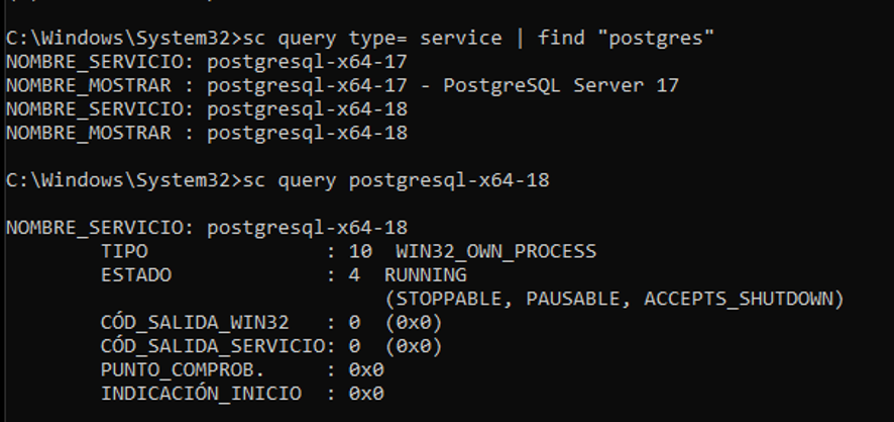 C:\Windows\System32>sc query type= service | find "postgres"
NOMBRE_SERVICIO: postgresql-x64-17
NOMBRE_MOSTRAR : postgresql-x64-17 - PostgreSQL Server 17
NOMBRE_SERVICIO: postgresql-x64-18
NOMBRE_MOSTRAR : postgresql-x64-18
C:\Windows\System32>sc query postgresql-x64-18
NOMBRE_SERVICIO: postgresql-x64-18
        TIPO               : 10  WIN32_OWN_PROCESS
        ESTADO             : 4  RUNNING
                                (STOPPABLE, PAUSABLE, ACCEPTS_SHUTDOWN)
        CÓD_SALIDA_WIN32   : 0  (0x0)
        CÓD_SALIDA_SERVICIO: 0  (0x0)
        PUNTO_COMPROB.     : 0x0
        INDICACIÓN_INICIO  : 0x0